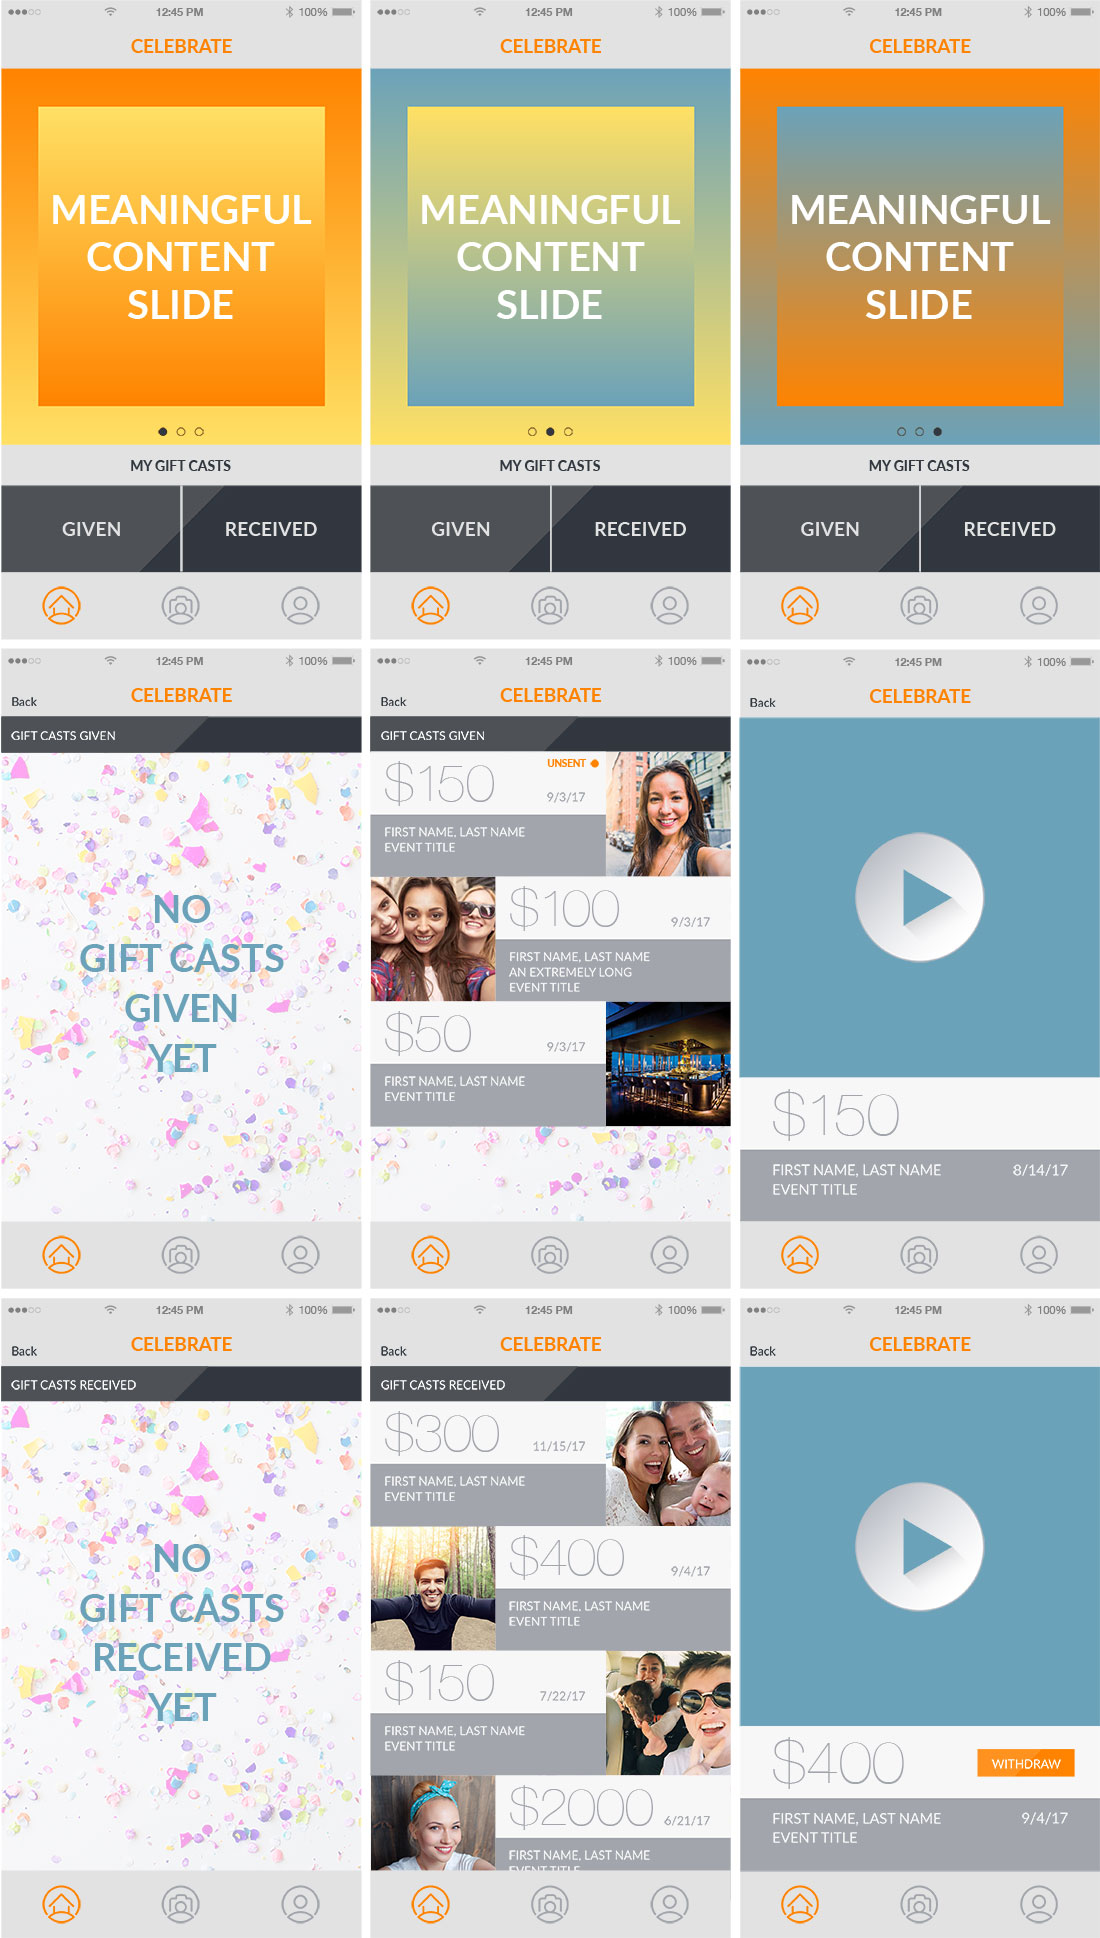 12:45 PM 100%
CELEBRATE
MEANINGFUL
CONTENT
SLIDE
MY GIFT CASTS
GIVEN RECEIVED
12:45 PM 100%
CELEBRATE
MEANINGFUL
CONTENT
SLIDE
MY GIFT CASTS
GIVEN RECEIVED
12:45 PM 100%
CELEBRATE
MEANINGFUL
CONTENT
SLIDE
MY GIFT CASTS
GIVEN RECEIVED
12:45 PM 100%
Back CELEBRATE
GIFT CASTS GIVEN
NO
GIFT CASTS
GIVEN
YET
12:45 PM 100%
Back CELEBRATE
GIFT CASTS GIVEN
UNSENT
$150 9/3/17
FIRST NAME, LAST NAME
EVENT TITLE
$100 9/3/17
FIRST NAME, LAST NAME
AN EXTREMELY LONG
EVENT TITLE
$50 9/3/17
FIRST NAME, LAST NAME
EVENT TITLE
12:45 PM 100%
Back CELEBRATE
$150
FIRST NAME, LAST NAME 8/14/17
EVENT TITLE
12:45 PM 100%
Back CELEBRATE
GIFT CASTS RECEIVED
NO
GIFT CASTS
RECEIVED
YET
12:45 PM 100%
Back CELEBRATE
GIFT CASTS RECEIVED
$300 11/15/17
FIRST NAME, LAST NAME
EVENT TITLE
$400 9/4/17
FIRST NAME, LAST NAME
EVENT TITLE
$150 7/22/17
FIRST NAME, LAST NAME
EVENT TITLE
$2000 6/21/17
FIRST NAME, LAST NAME
EVENT TITLE
12:45 PM 100%
Back CELEBRATE
$400 WITHDRAW
FIRST NAME, LAST NAME 9/4/17
EVENT TITLE